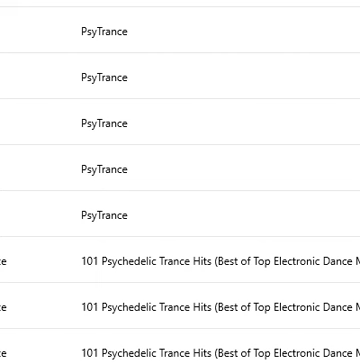 PsyTrance
PsyTrance
PsyTrance
PsyTrance
PsyTrance
101 Psychedelic Trance Hits (Best of Top Electronic Dance
101 Psychedelic Trance Hits (Best of Top Electronic Dance
101 Psychedelic Trance Hits (Best of Top Electronic Dance